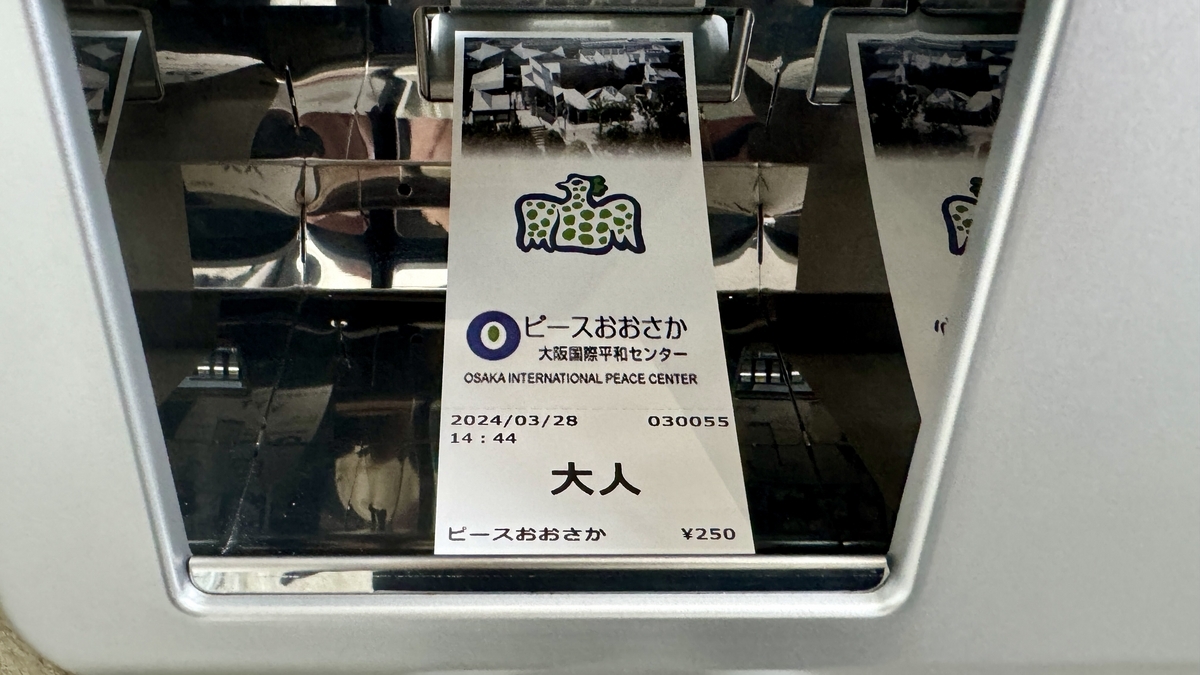 ピースおおさか
大阪国際平和センター
OSAKA INTERNATIONAL PEACE CENTER
2024/03/28 030055
14:44
大人
ピースおおさか ¥250